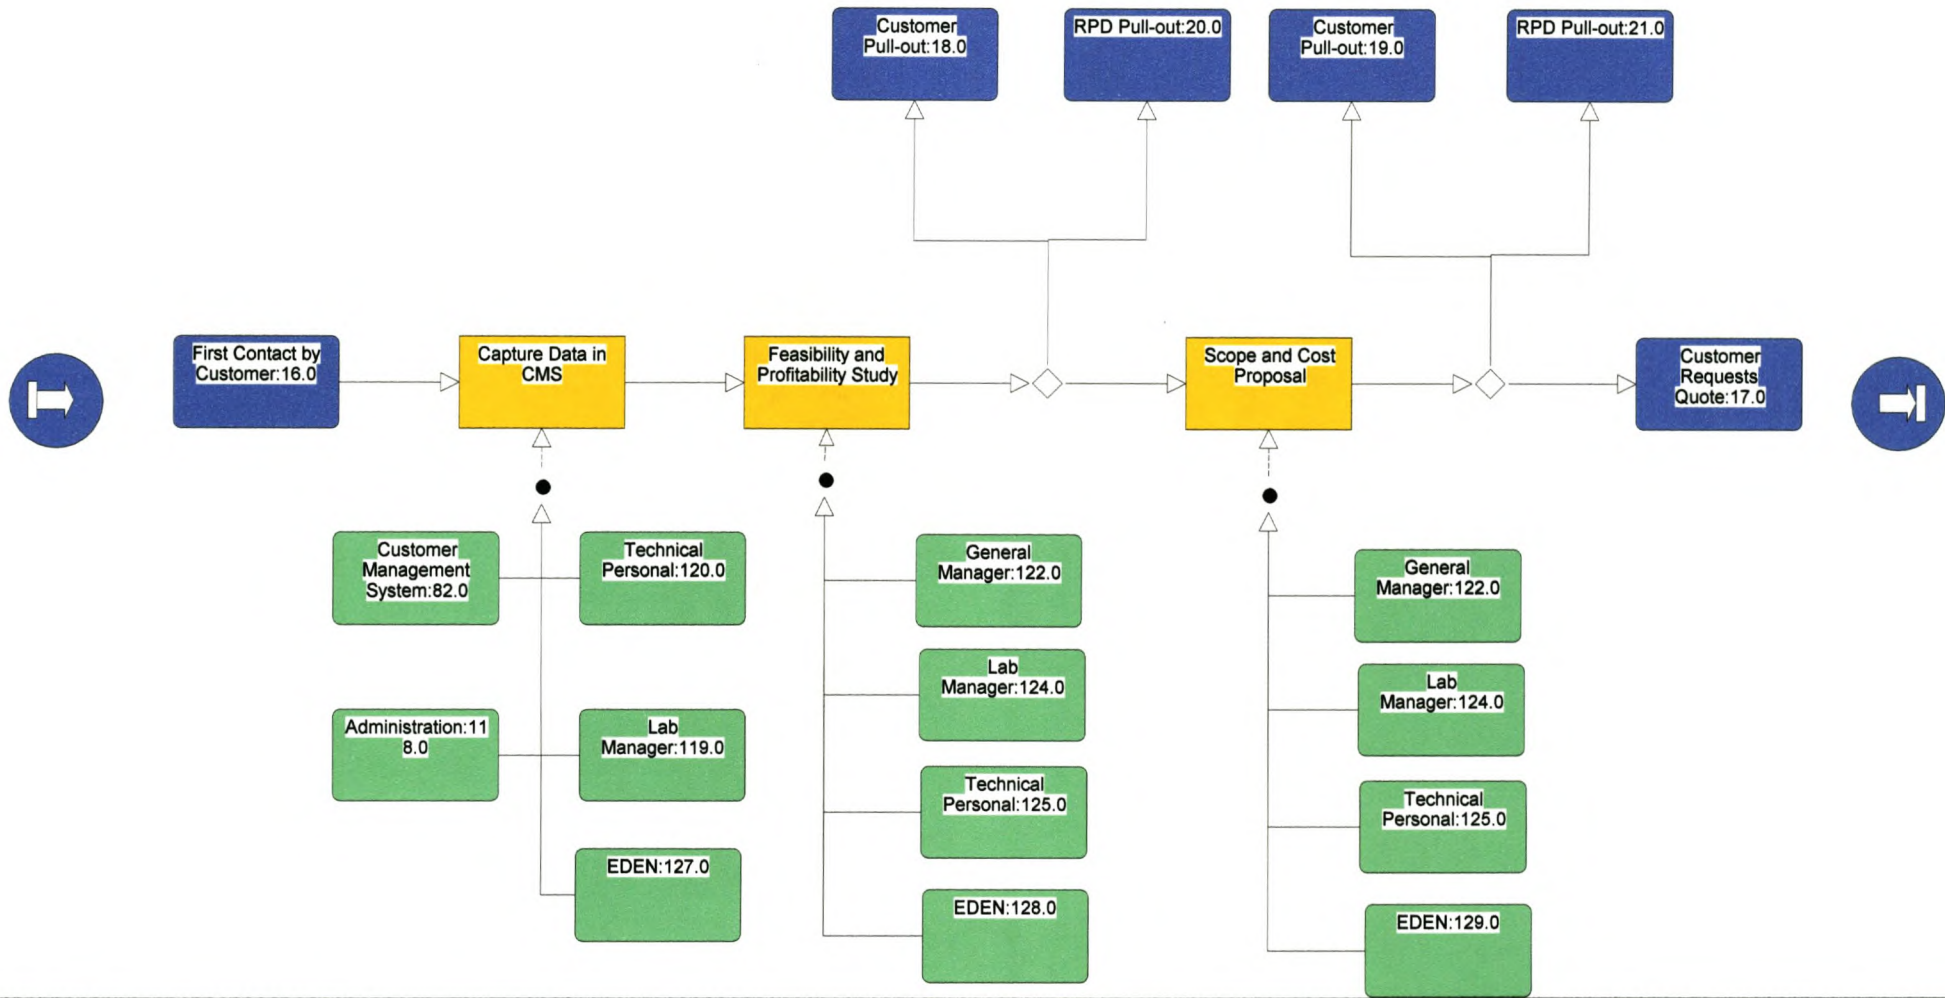 Customer
Pull-out:18.0
RPD Pull-out:20.0
Customer
Pull-out:19.0
RPD Pull-out:21.0
First Contact by
Customer:16.0
Capture Data in
CMS
Feasibility and
Profitability Study
Scope and Cost
Proposal
Customer
Requests
Quote:17.0
Customer
Management
System:82.0
Technical
Personal:120.0
Administration:11
8.0
Lab
Manager:119.0
EDEN:127.0
General
Manager:122.0
Lab
Manager:124.0
Technical
Personal:125.0
EDEN:128.0
General
Manager:122.0
Lab
Manager:124.0
Technical
Personal:125.0
EDEN:129.0